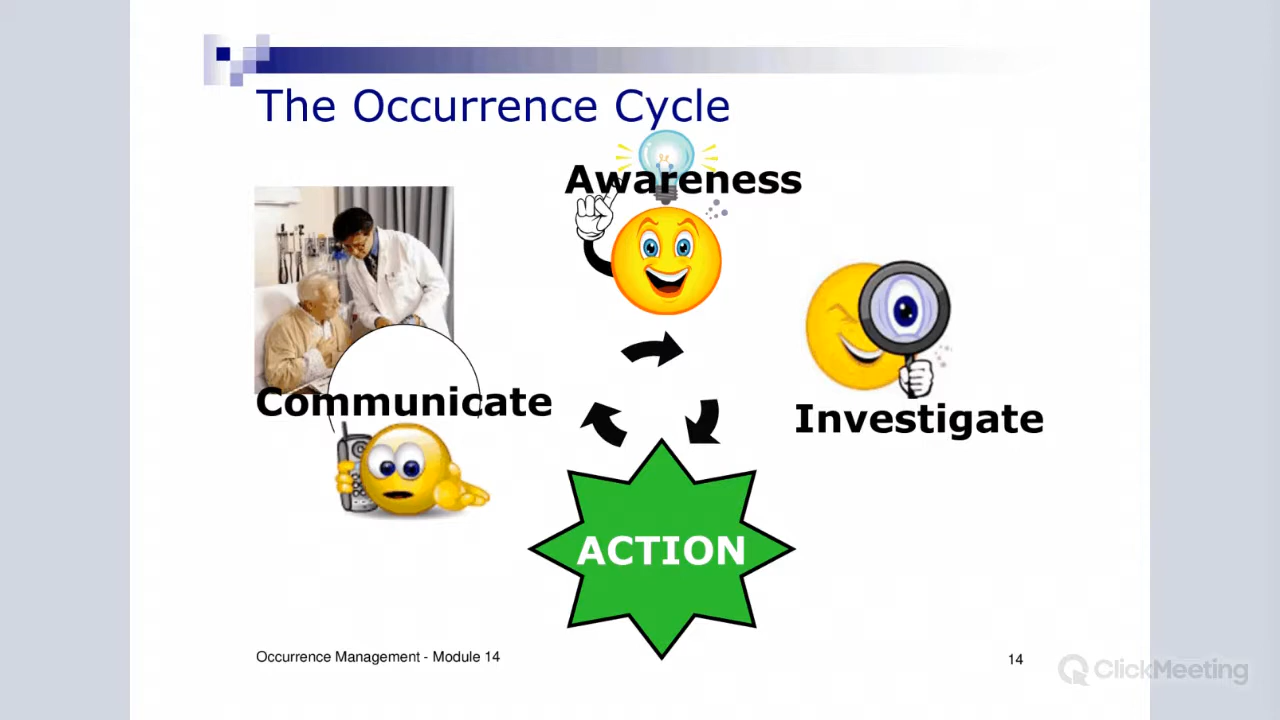 The Occurrence Cycle
Awareness
Communicate
Investigate
ACTION
Occurrence Management - Module 14
14
ClickMeeting